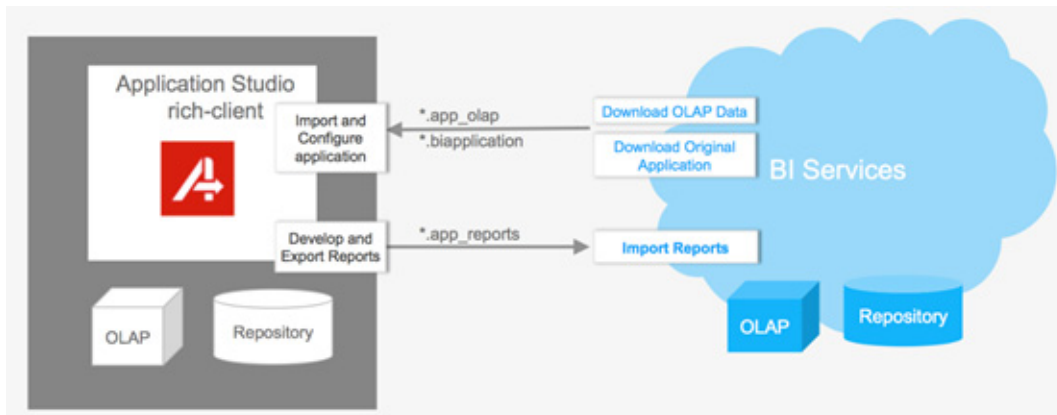 Application Studio
rich-client
Import and
Configure
application
*.app_olap
*.biapplication
Download OLAP Data
Download Original
Application
BI Services
Develop and
Export Reports
*.app_reports
Import Reports
OLAP
Repository
OLAP
Repository